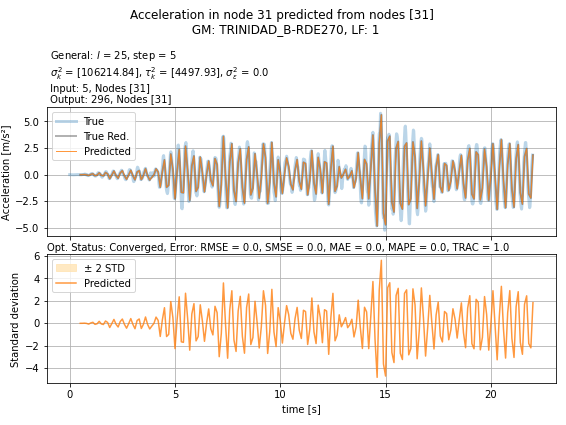 Acceleration in node 31 predicted from nodes [31]
GM: TRINIDAD_B-RDE270, LF: 1
General: l = 25, step = 5
σ²ₖ = [106214.84], τ²ₖ = [4497.93], σ²ₛ = 0.0
Input: 5, Nodes [31]
Output: 296, Nodes [31]
Acceleration [m/s²]
5.0
2.5
0.0
−2.5
−5.0
True
True Red.
Predicted
Opt. Status: Converged, Error: RMSE = 0.0, SMSE = 0.0, MAE = 0.0, MAPE = 0.0, TRAC = 1.0
Standard deviation
6
4
2
0
−2
−4
± 2 STD
Predicted
0 5 10 15 20
time [s]